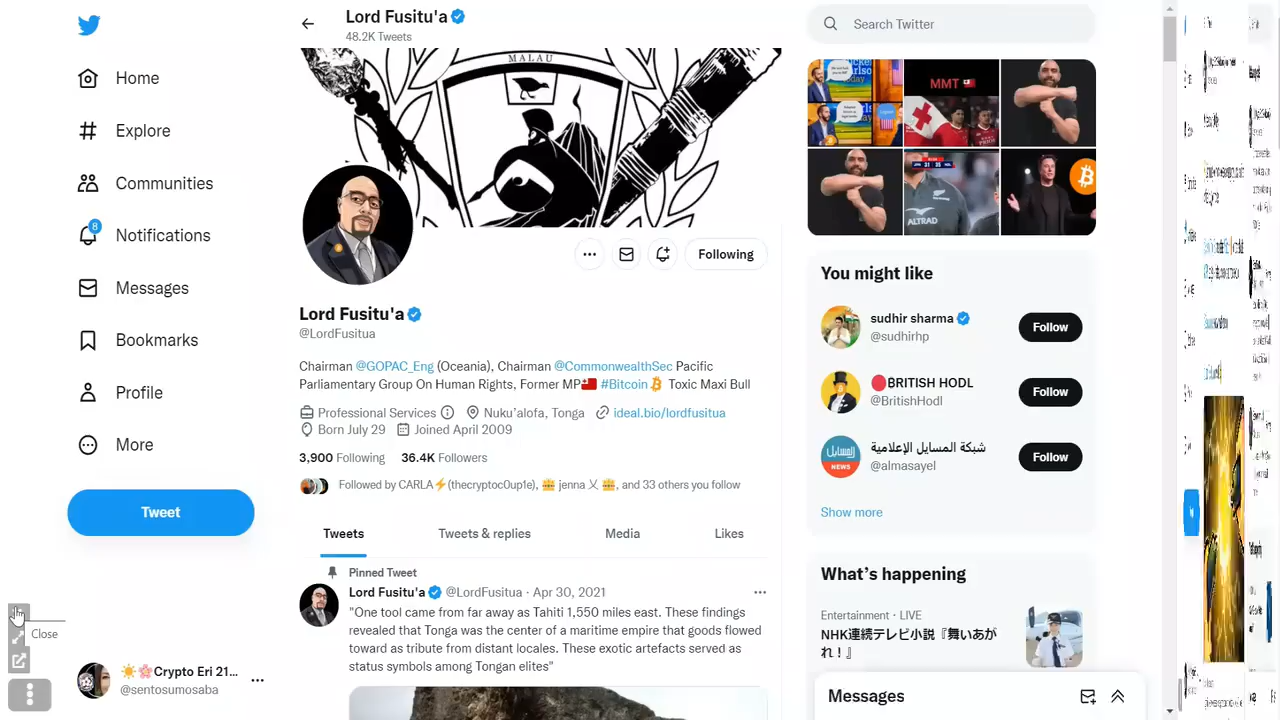 Home
Explore
Communities
8
Notifications
Messages
Bookmarks
Profile
More
Tweet
Close
☀️🌸Crypto Eri 21...
@sentosumosaba
Lord Fusitu'a
48.2K Tweets
MALAU
Following
Lord Fusitu'a
@LordFusitua
Chairman @GOPAC_Eng (Oceania), Chairman @CommonwealthSec Pacific
Parliamentary Group On Human Rights, Former MP🇹🇴 #Bitcoin Toxic Maxi Bull
Professional Services Nuku'alofa, Tonga ideal.bio/lordfusitua
Born July 29 Joined April 2009
3,900 Following 36.4K Followers
Followed by CARLA⚡(thecryptoc0up1e), 👑 jenna 乂 👑, and 33 others you follow
Tweets Tweets & replies Media Likes
Pinned Tweet
Lord Fusitu'a @LordFusitua · Apr 30, 2021
"One tool came from far away as Tahiti 1,550 miles east. These findings
revealed that Tonga was the center of a maritime empire that goods flowed
toward as tribute from distant locales. These exotic artefacts served as
status symbols among Tongan elites"
Search Twitter
MMT
ALTRAD
You might like
sudhir sharma
@sudhirhp
Follow
🔴BRITISH HODL
@BritishHodl
Follow
شبكة المسايل الإعلامية
@almasayel
Follow
المسايل
NEWS
Show more
What's happening
Entertainment · LIVE
NHK連続テレビ小説『舞いあが
れ！』
Messages